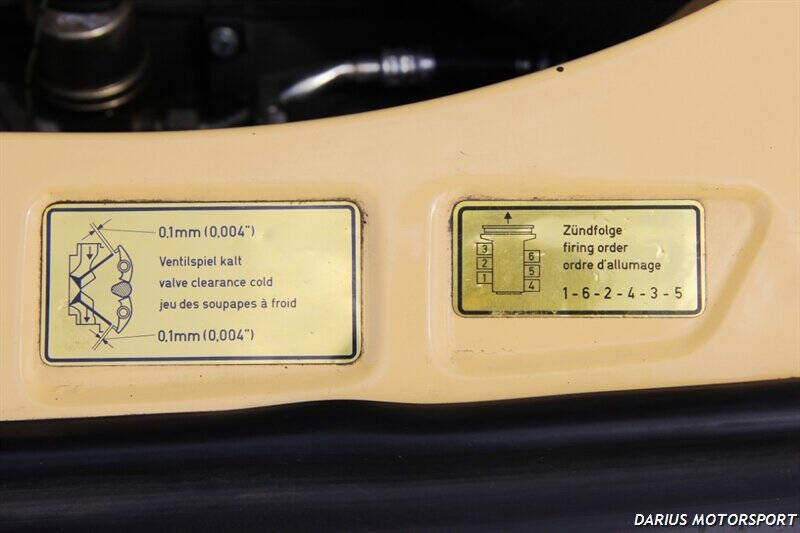 0,1mm (0,004")
Ventilspiel kalt
valve clearance cold
jeu des soupapes à froid
0,1mm (0,004")
3
2
1
6
5
4
Zündfolge
firing order
ordre d'allumage
1-6-2-4-3-5
DARIUS MOTORSPORT